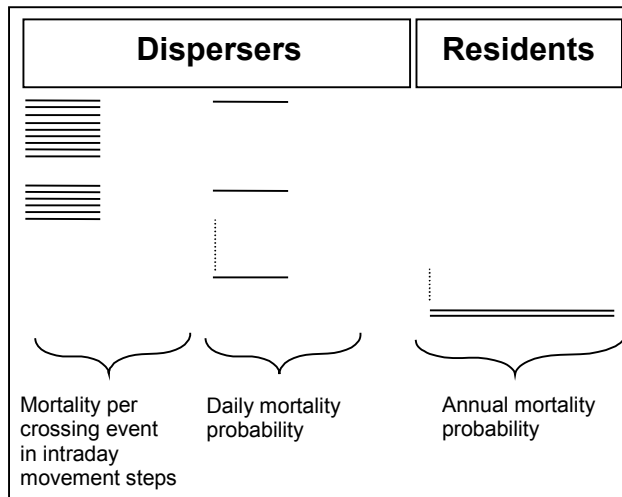 Dispersers
Residents
Mortality per
crossing event
in intraday
movement steps
Daily mortality
probability
Annual mortality
probability